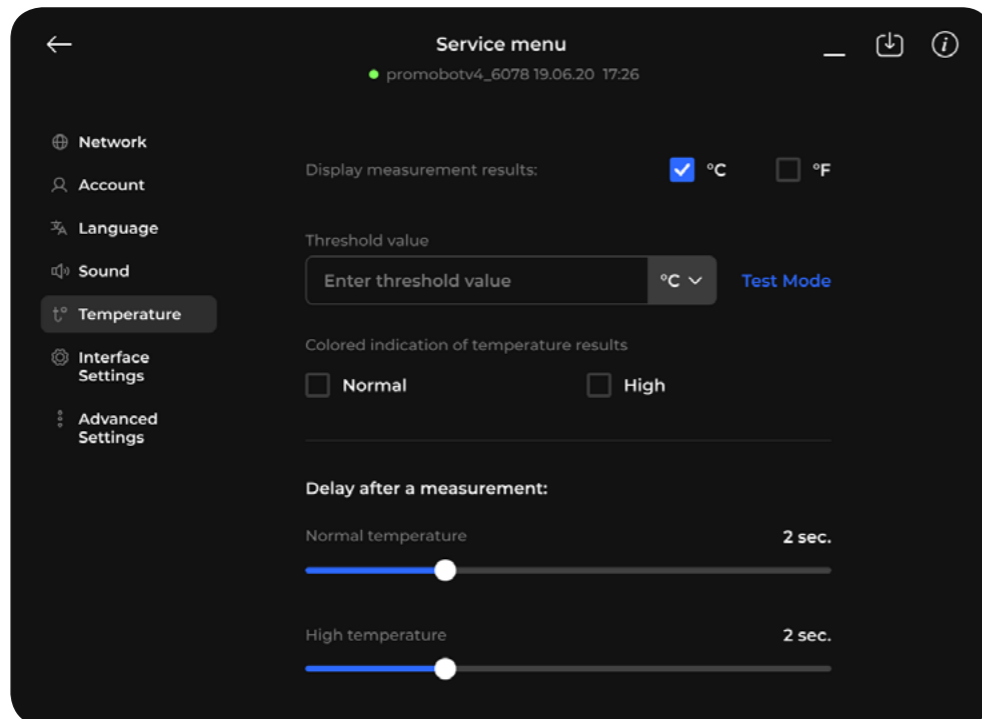 Service menu
promobotv4_6078 19.06.20 17:26
Network
Account
Language
Sound
t° Temperature
Interface
Settings
Advanced
Settings
Display measurement results: °C °F
Threshold value
Enter threshold value °C Test Mode
Colored indication of temperature results
Normal High
Delay after a measurement:
Normal temperature 2 sec.
High temperature 2 sec.